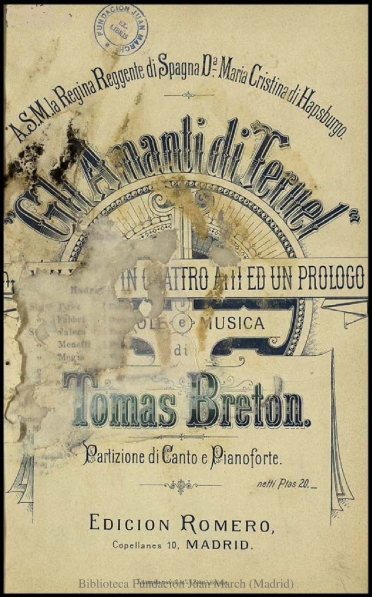 FUNDACION JUAN MARCH
A.S.M. la Regina Reggente di Spagna Dª Maria Cristina di Hapsburgo.
"Gli Amanti di Teruel"
IN QUATTRO ATTI ED UN PROLOGO
e MUSICA
di
Tomas Bretón.
Partizione di Canto e Pianoforte.
netti Ptas 20._
EDICION ROMERO,
Capellanes 10, MADRID.
Biblioteca Fundación Juan March (Madrid)